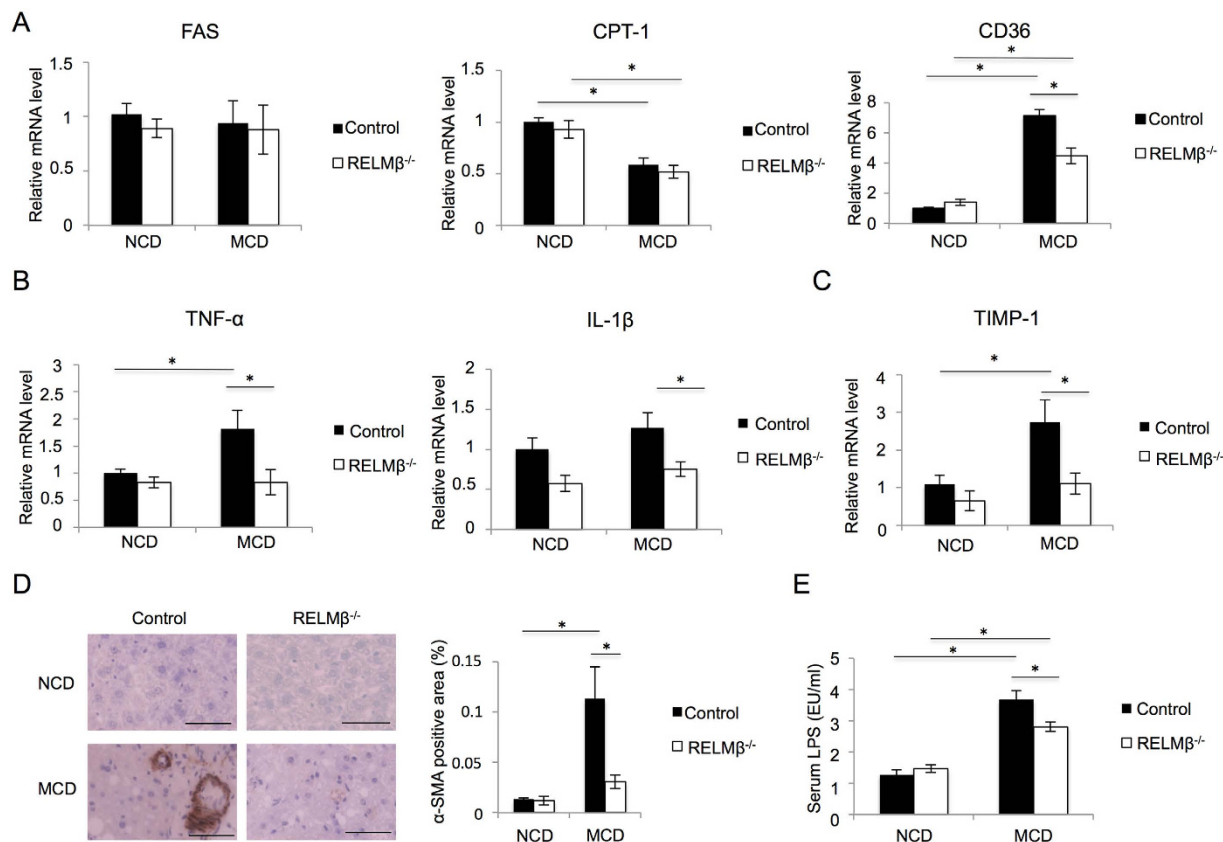 A
FAS
Relative mRNA level
1.5
1
0.5
0
NCD
MCD
Control
RELMβ⁻/⁻
CPT-1
Relative mRNA level
1.5
1
0.5
0
*
*
NCD
MCD
Control
RELMβ⁻/⁻
CD36
Relative mRNA level
8
6
4
2
0
*
*
*
NCD
MCD
Control
RELMβ⁻/⁻
B
TNF-α
Relative mRNA level
3
2.5
2
1.5
1
0.5
0
*
*
NCD
MCD
Control
RELMβ⁻/⁻
IL-1β
Relative mRNA level
2
1.5
1
0.5
0
*
NCD
MCD
Control
RELMβ⁻/⁻
C
TIMP-1
Relative mRNA level
4
3
2
1
0
*
*
NCD
MCD
Control
RELMβ⁻/⁻
D
Control
RELMβ⁻/⁻
NCD
MCD
α-SMA positive area (%)
0.15
0.1
0.05
0
*
*
NCD
MCD
Control
RELMβ⁻/⁻
E
Serum LPS (EU/ml)
5
4
3
2
1
0
*
*
*
NCD
MCD
Control
RELMβ⁻/⁻